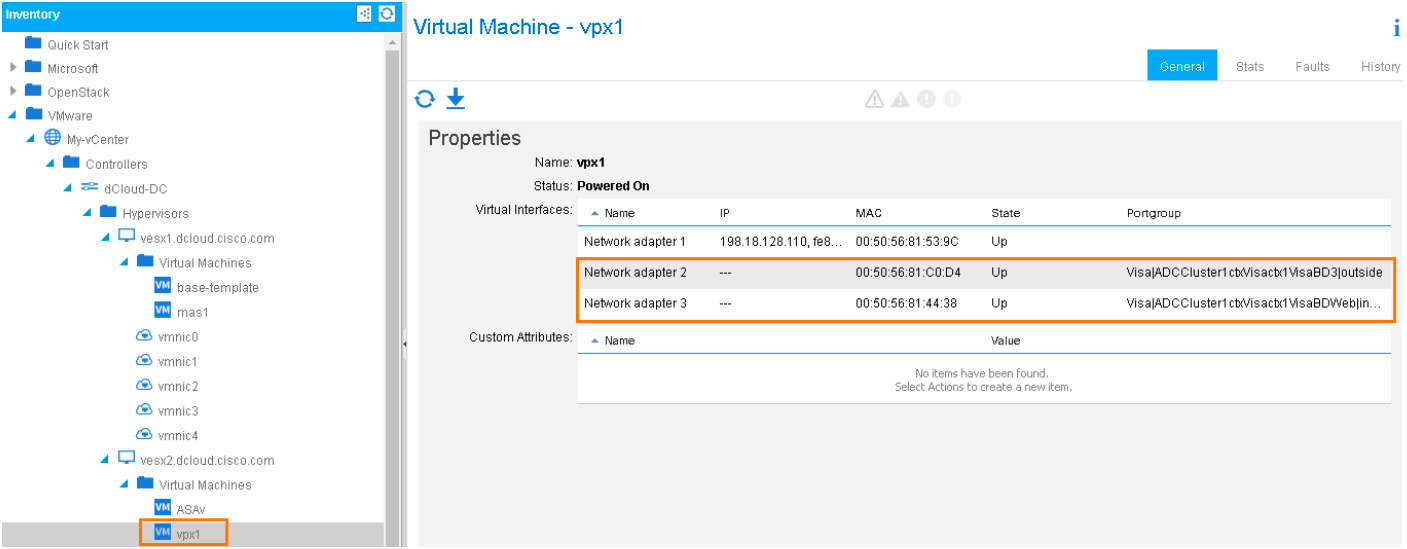 Inventory
Quick Start
Microsoft
OpenStack
VMware
My-vCenter
Controllers
dCloud-DC
Hypervisors
vesx1.dcloud.cisco.com
Virtual Machines
VM base-template
VM mas1
vmnic0
vmnic1
vmnic2
vmnic3
vmnic4
vesx2.dcloud.cisco.com
Virtual Machines
VM ASAv
VM vpx1
Virtual Machine - vpx1
i
General Stats Faults History
Properties
Name: vpx1
Status: Powered On
Virtual Interfaces:
Name IP MAC State Portgroup
Network adapter 1 198.18.128.110, fe8... 00:50:56:81:53:9C Up
Network adapter 2 --- 00:50:56:81:C0:D4 Up Visa|ADCCluster1ctxVisactx1VisaBD3|outside
Network adapter 3 --- 00:50:56:81:44:38 Up Visa|ADCCluster1ctxVisactx1VisaBDWeb|in...
Custom Attributes:
Name Value
No items have been found.
Select Actions to create a new item.